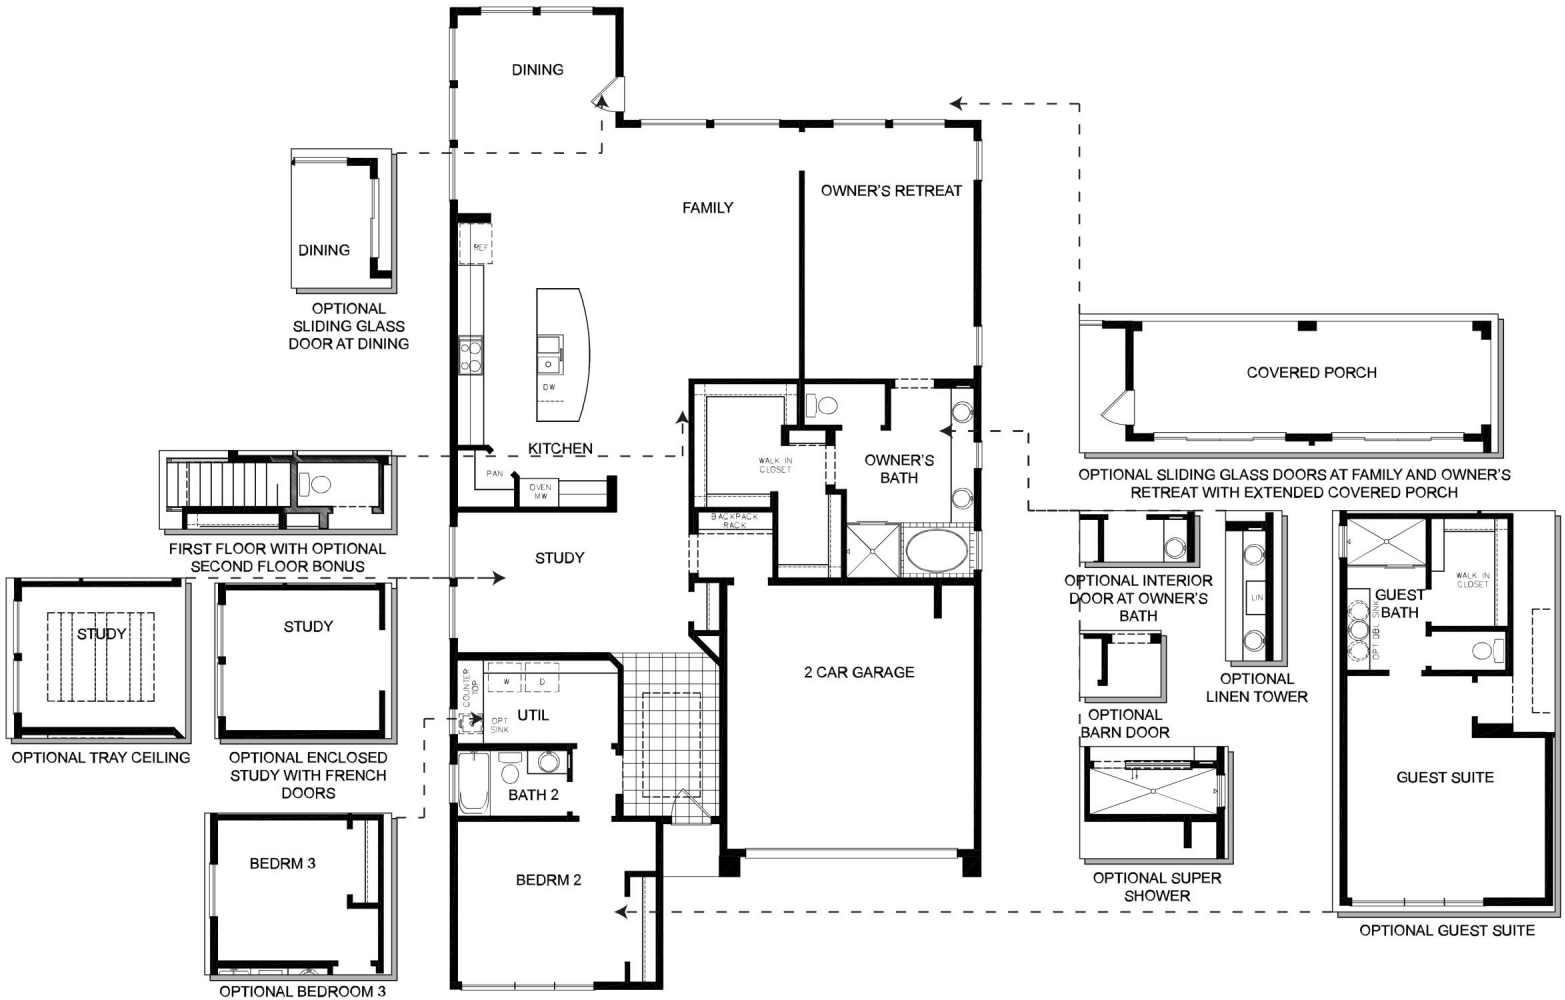 DINING
OWNER'S RETREAT
FAMILY
REF
DINING
OPTIONAL
SLIDING GLASS
DOOR AT DINING
DW
COVERED PORCH
KITCHEN
WALK IN
CLOSET
OWNER'S
BATH
PAN
OVEN
MW
OPTIONAL SLIDING GLASS DOORS AT FAMILY AND OWNER'S
RETREAT WITH EXTENDED COVERED PORCH
BACKPACK
RACK
FIRST FLOOR WITH OPTIONAL
SECOND FLOOR BONUS
STUDY
OPTIONAL INTERIOR
DOOR AT OWNER'S
BATH
LIN
WALK IN
CLOSET
GUEST
BATH
OPT DBL SINK
STUDY
STUDY
2 CAR GARAGE
COUNTER
TOP
W
D
OPTIONAL
LINEN TOWER
UTIL
OPT
SINK
OPTIONAL
BARN DOOR
OPTIONAL TRAY CEILING
OPTIONAL ENCLOSED
STUDY WITH FRENCH
DOORS
GUEST SUITE
BATH 2
BEDRM 3
BEDRM 2
OPTIONAL SUPER
SHOWER
OPTIONAL GUEST SUITE
OPTIONAL BEDROOM 3